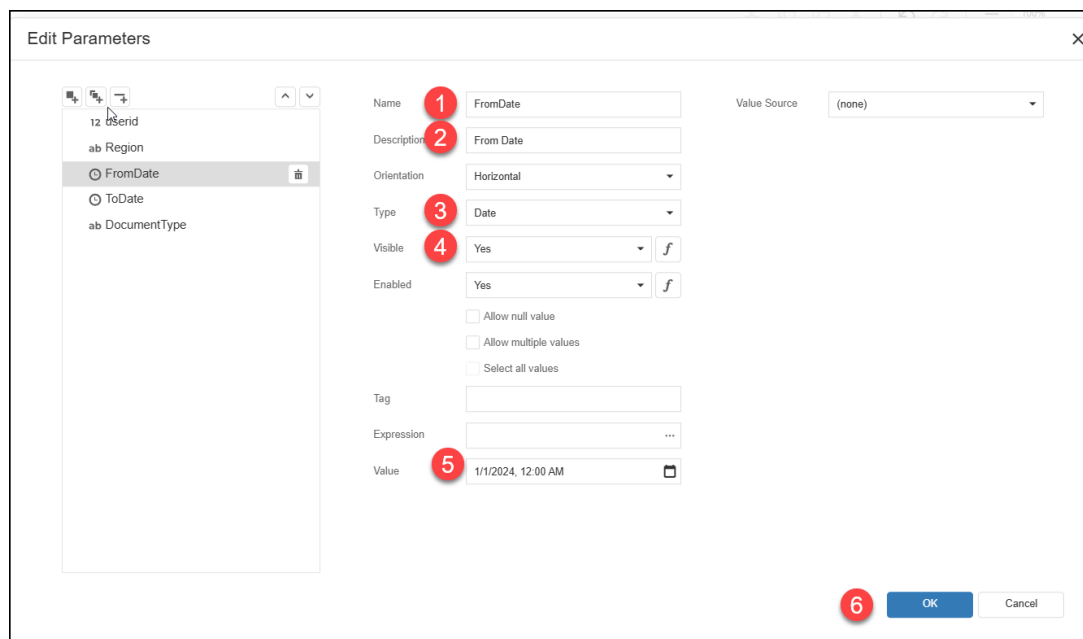 100%
Edit Parameters
Name 1 FromDate Value Source (none)
12 userid
Description 2 From Date
ab Region
Orientation Horizontal
FromDate
ToDate
Type 3 Date
ab DocumentType
Visible 4 Yes f
Enabled Yes f
Allow null value
Allow multiple values
Select all values
Tag
Expression ...
Value 5 1/1/2024, 12:00 AM
6 OK Cancel